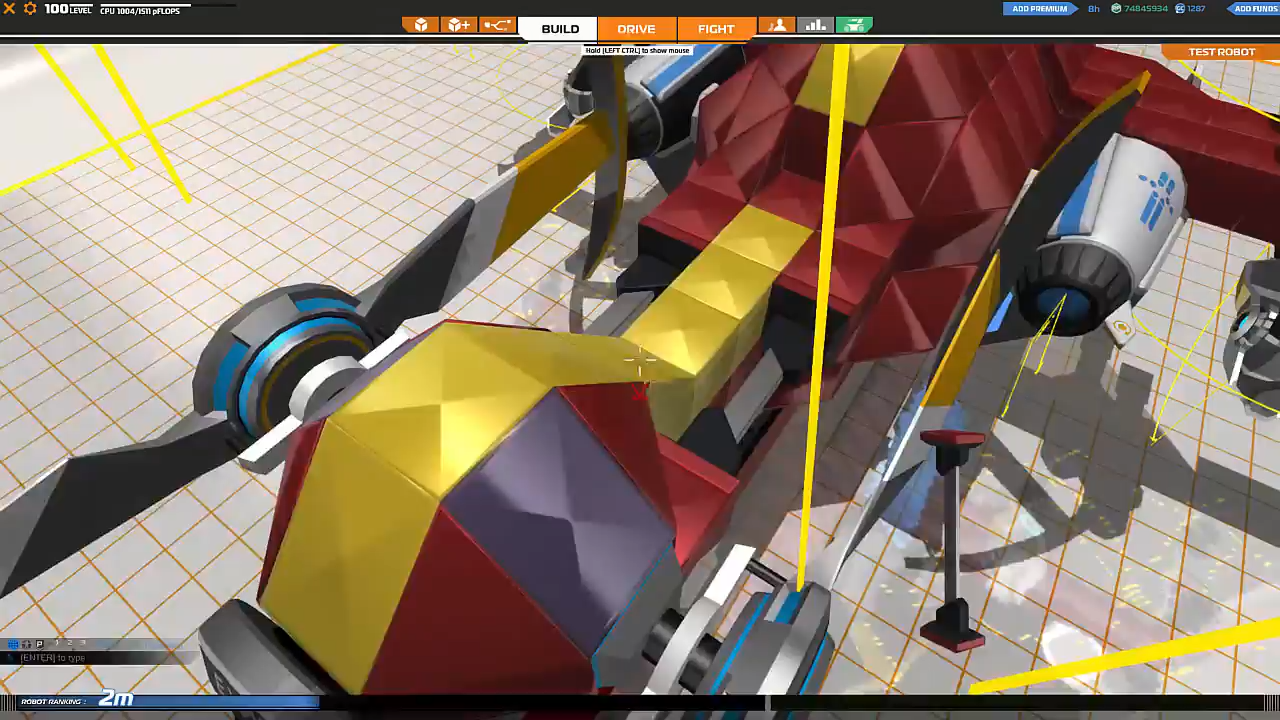 100 LEVEL CPU 1004/1511 pFLOPS
ADD PREMIUM 8h 74845934 1287 ADD FUNDS
BUILD DRIVE FIGHT
Hold [LEFT CTRL] to show mouse
TEST ROBOT
[ENTER] to type
ROBOT RANKING : 2m